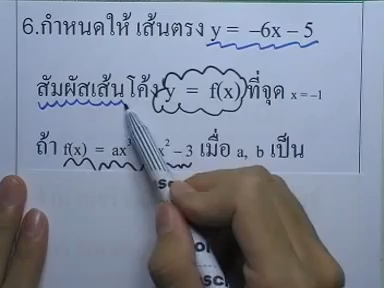 6.กำหนดให้ เส้นตรง y = –6x – 5
สัมผัสเส้นโค้ง y = f(x) ที่จุด x = –1
ถ้า f(x) = ax³ x² – 3 เมื่อ a, b เป็น